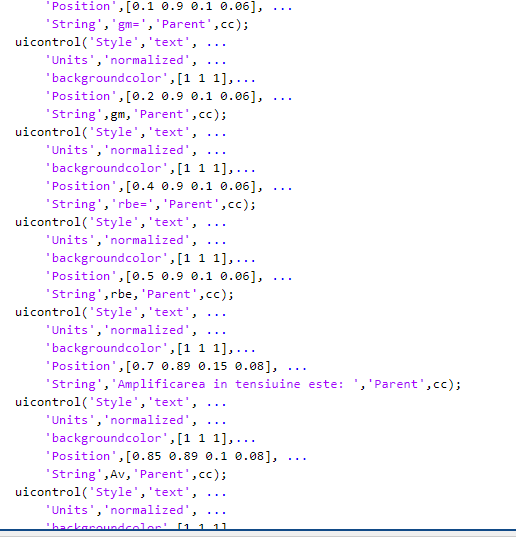 'Position',[0.1 0.9 0.1 0.06], ...
'String','gm=','Parent',cc);
uicontrol('Style','text', ...
'Units','normalized', ...
'backgroundcolor',[1 1 1],...
'Position',[0.2 0.9 0.1 0.06], ...
'String',gm,'Parent',cc);
uicontrol('Style','text', ...
'Units','normalized', ...
'backgroundcolor',[1 1 1],...
'Position',[0.4 0.9 0.1 0.06], ...
'String','rbe=','Parent',cc);
uicontrol('Style','text', ...
'Units','normalized', ...
'backgroundcolor',[1 1 1],...
'Position',[0.5 0.9 0.1 0.06], ...
'String',rbe,'Parent',cc);
uicontrol('Style','text', ...
'Units','normalized', ...
'backgroundcolor',[1 1 1],...
'Position',[0.7 0.89 0.15 0.08], ...
'String','Amplificarea in tensiuine este: ','Parent',cc);
uicontrol('Style','text', ...
'Units','normalized', ...
'backgroundcolor',[1 1 1],...
'Position',[0.85 0.89 0.1 0.08], ...
'String',Av,'Parent',cc);
uicontrol('Style','text', ...
'Units','normalized', ...
'backgroundcolor',[1 1 1]